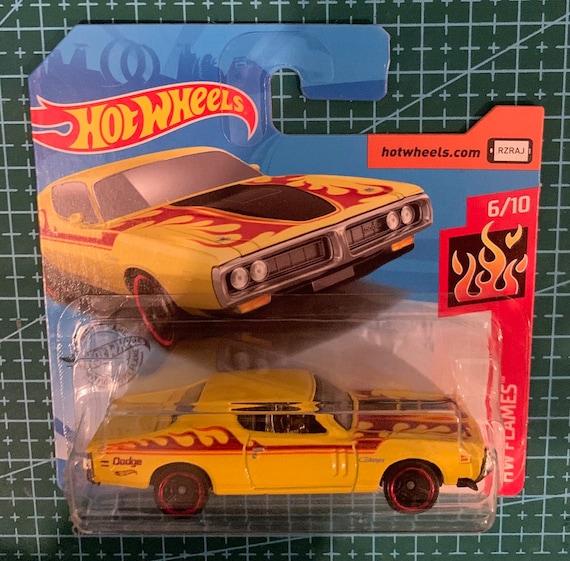 HOT WHEELS
hotwheels.com
RZRAJ
6/10
HW FLAMES
Dodge